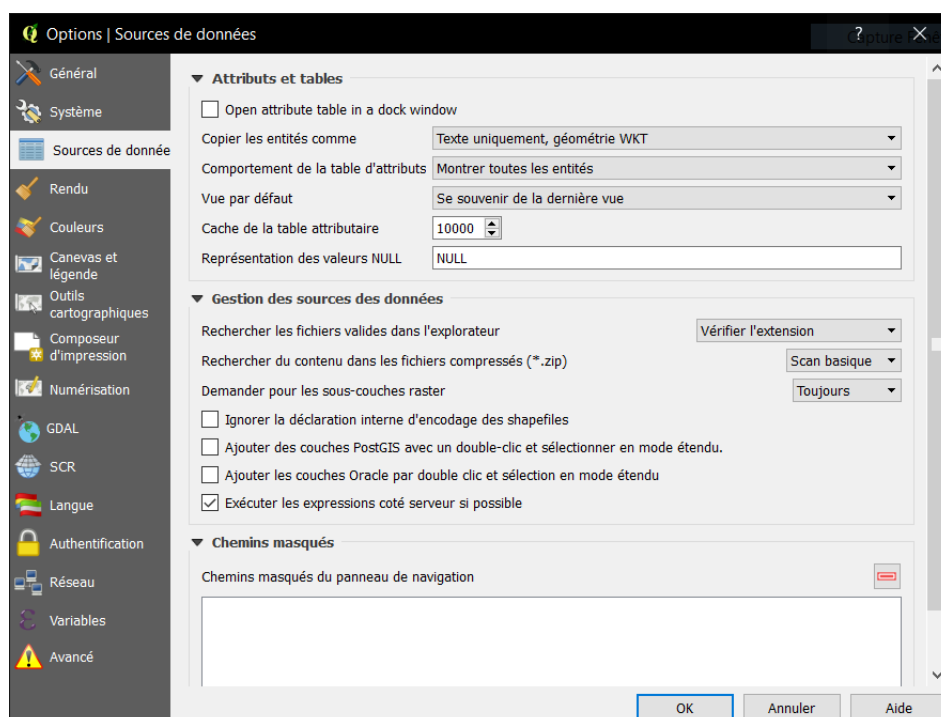 Options | Sources de données
?
Capture Fenê
Général
Système
Sources de donnée
Rendu
Couleurs
Canevas et
légende
Outils
cartographiques
Composeur
d'impression
Numérisation
GDAL
SCR
Langue
Authentification
Réseau
Variables
Avancé
Attributs et tables
Open attribute table in a dock window
Copier les entités comme Texte uniquement, géométrie WKT
Comportement de la table d'attributs Montrer toutes les entités
Vue par défaut Se souvenir de la dernière vue
Cache de la table attributaire 10000
Représentation des valeurs NULL NULL
Gestion des sources des données
Rechercher les fichiers valides dans l'explorateur Vérifier l'extension
Rechercher du contenu dans les fichiers compressés (*.zip) Scan basique
Demander pour les sous-couches raster Toujours
Ignorer la déclaration interne d'encodage des shapefiles
Ajouter des couches PostGIS avec un double-clic et sélectionner en mode étendu.
Ajouter les couches Oracle par double clic et sélection en mode étendu
Exécuter les expressions coté serveur si possible
Chemins masqués
Chemins masqués du panneau de navigation
OK Annuler Aide